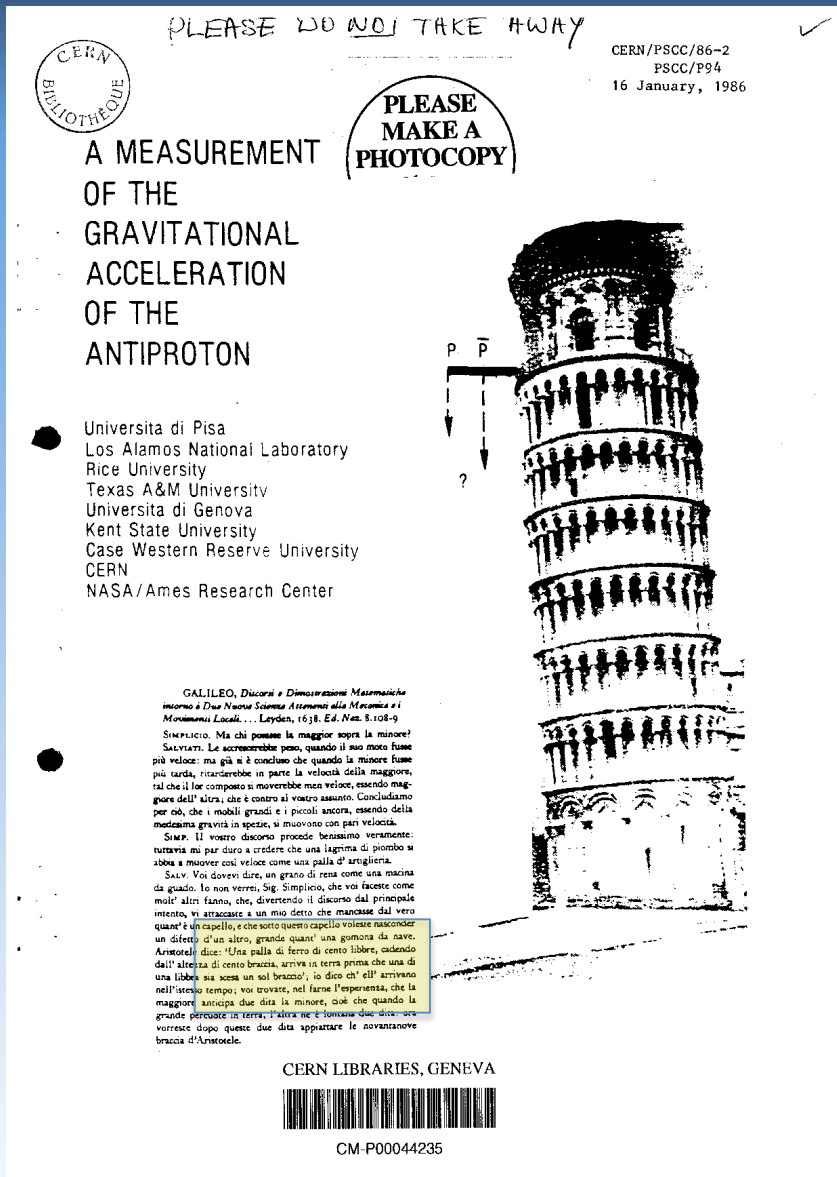 PLEASE DO NOT TAKE AWAY
CERN
BIBLIOTHÈQUE
CERN/PSCC/86-2
PSCC/P94
16 January, 1986
PLEASE
MAKE A
PHOTOCOPY
A MEASUREMENT
OF THE
GRAVITATIONAL
ACCELERATION
OF THE
ANTIPROTON
P P̅
?
Universita di Pisa
Los Alamos National Laboratory
Rice University
Texas A&M University
Universita di Genova
Kent State University
Case Western Reserve University
CERN
NASA/Ames Research Center
GALILEO, Discorsi e Dimostrazioni Matematiche
intorno à Due Nuove Scienze Attenenti alla Mecanica e i
Movimenti Locali.... Leyden, 1638. Ed. Naz. 8.108-9
SIMPLICIO. Ma chi ponesse la maggior sopra la minore?
SALVIATI. Le accrescerebbe peso, quando il suo moto fusse
più veloce: ma già si è concluso che quando la minore fusse
più tarda, ritarderebbe in parte la velocità della maggiore,
tal che il lor composto si moverebbe men veloce, essendo mag-
giore dell' altra; che è contro al vostro assunto. Concludiamo
per ciò, che i mobili grandi e i piccoli ancora, essendo della
medesima gravità in spezie, si muovono con pari velocità.
SIMP. Il vostro discorso procede benissimo veramente:
tuttavia mi par duro a credere che una lagrima di piombo si
abbia a muover così veloce come una palla d' artiglieria.
SALV. Voi dovevi dire, un grano di rena come una macina
da guado. Io non verrei, Sig. Simplicio, che voi faceste come
molt' altri fanno, che, divertendo il discorso dal principale
intento, vi attaccaste a un mio detto che mancasse dal vero
quant' è un capello, e che sotto questo capello voleste nasconder
un difetto d'un altro, grande quant' una gomona da nave.
Aristotele dice: 'Una palla di ferro di cento libbre, cadendo
dall' altezza di cento braccia, arriva in terra prima che una di
una libbra sia scesa un sol braccio'; io dico ch' ell' arrivano
nell'istesso tempo; voi trovate, nel farne l'esperienza, che la
maggiore anticipa due dita la minore, cioè che quando la
grande percuote in terra, l'altra ne è lontana due dita: ora
vorreste dopo queste due dita appiattare le novantanove
braccia d'Aristotele.
CERN LIBRARIES, GENEVA
CM-P00044235